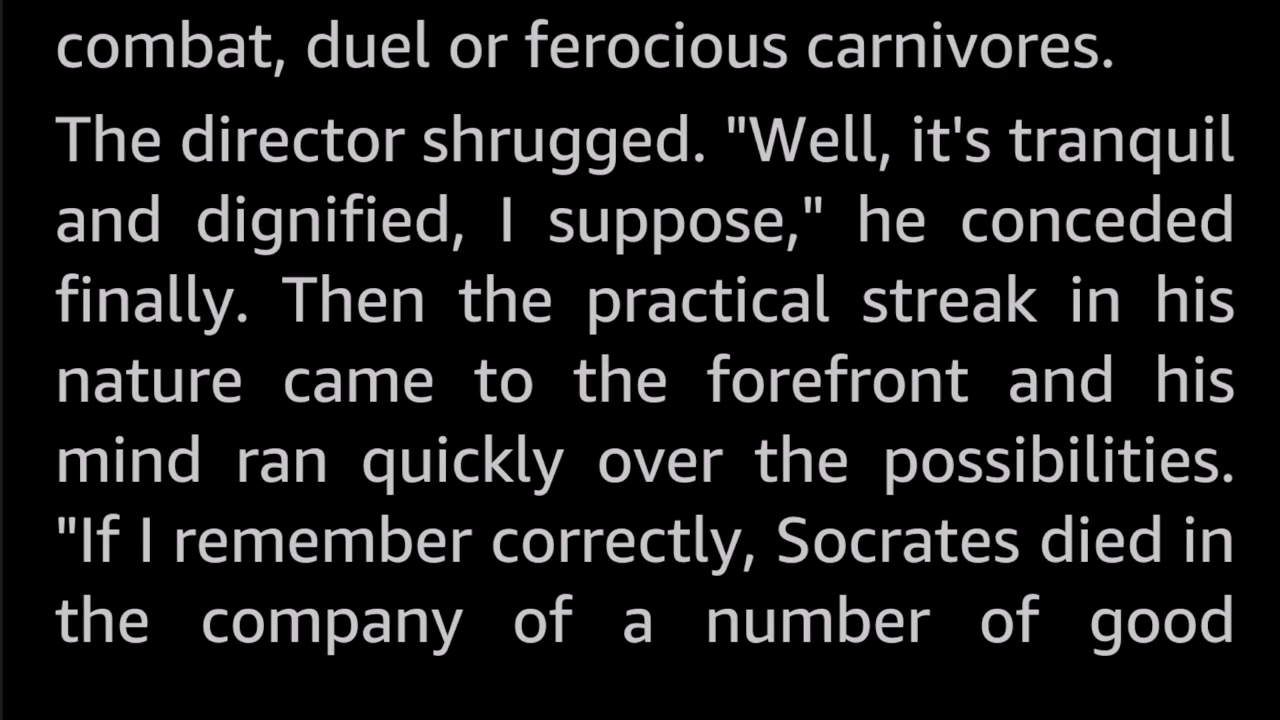 combat, duel or ferocious carnivores.
The director shrugged. "Well, it's tranquil
and dignified, I suppose," he conceded
finally. Then the practical streak in his
nature came to the forefront and his
mind ran quickly over the possibilities.
"If I remember correctly, Socrates died in
the company of a number of good